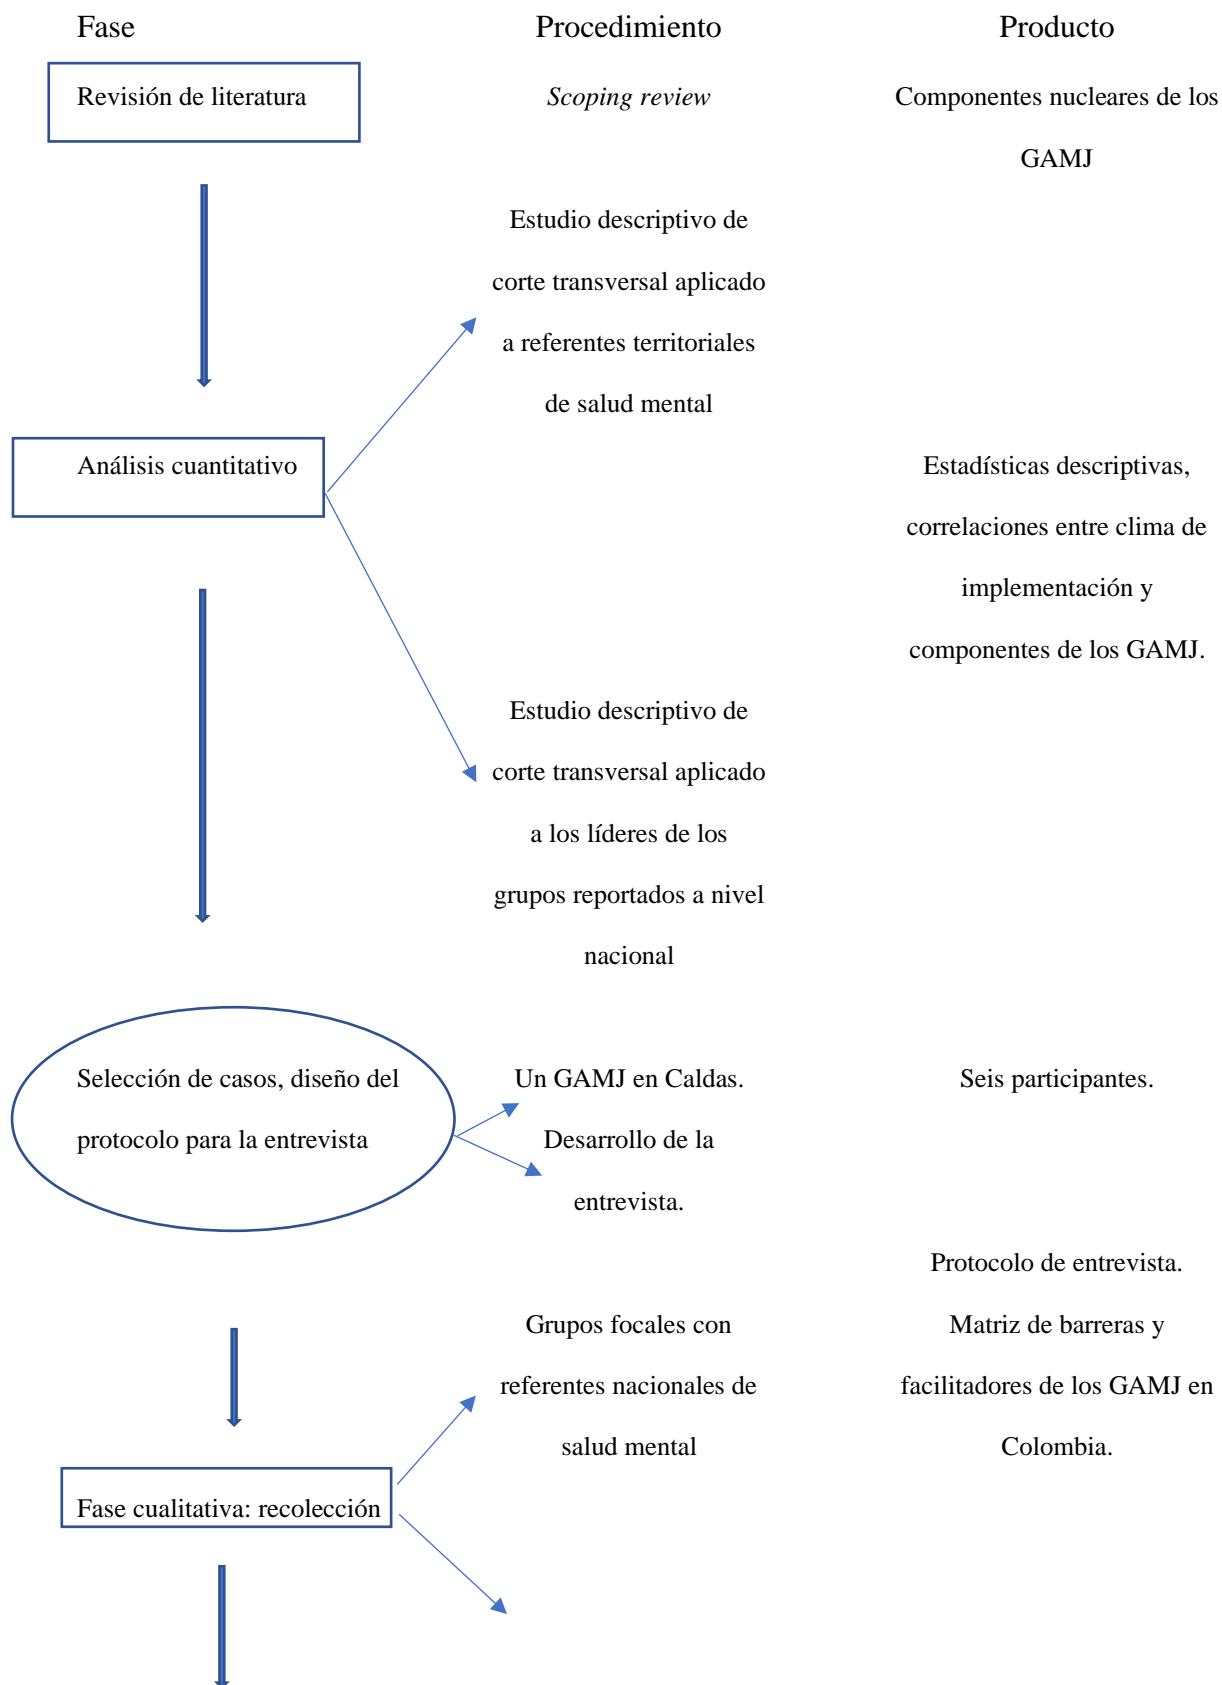 Fase
Procedimiento
Producto
Revisión de literatura
Scoping review
Componentes nucleares de los
GAMJ
Estudio descriptivo de
corte transversal aplicado
a referentes territoriales
de salud mental
Análisis cuantitativo
Estadísticas descriptivas,
correlaciones entre clima de
implementación y
componentes de los GAMJ.
Estudio descriptivo de
corte transversal aplicado
a los líderes de los
grupos reportados a nivel
nacional
Selección de casos, diseño del
protocolo para la entrevista
Un GAMJ en Caldas.
Desarrollo de la
entrevista.
Seis participantes.
Protocolo de entrevista.
Grupos focales con
referentes nacionales de
salud mental
Matriz de barreras y
facilitadores de los GAMJ en
Colombia.
Fase cualitativa: recolección